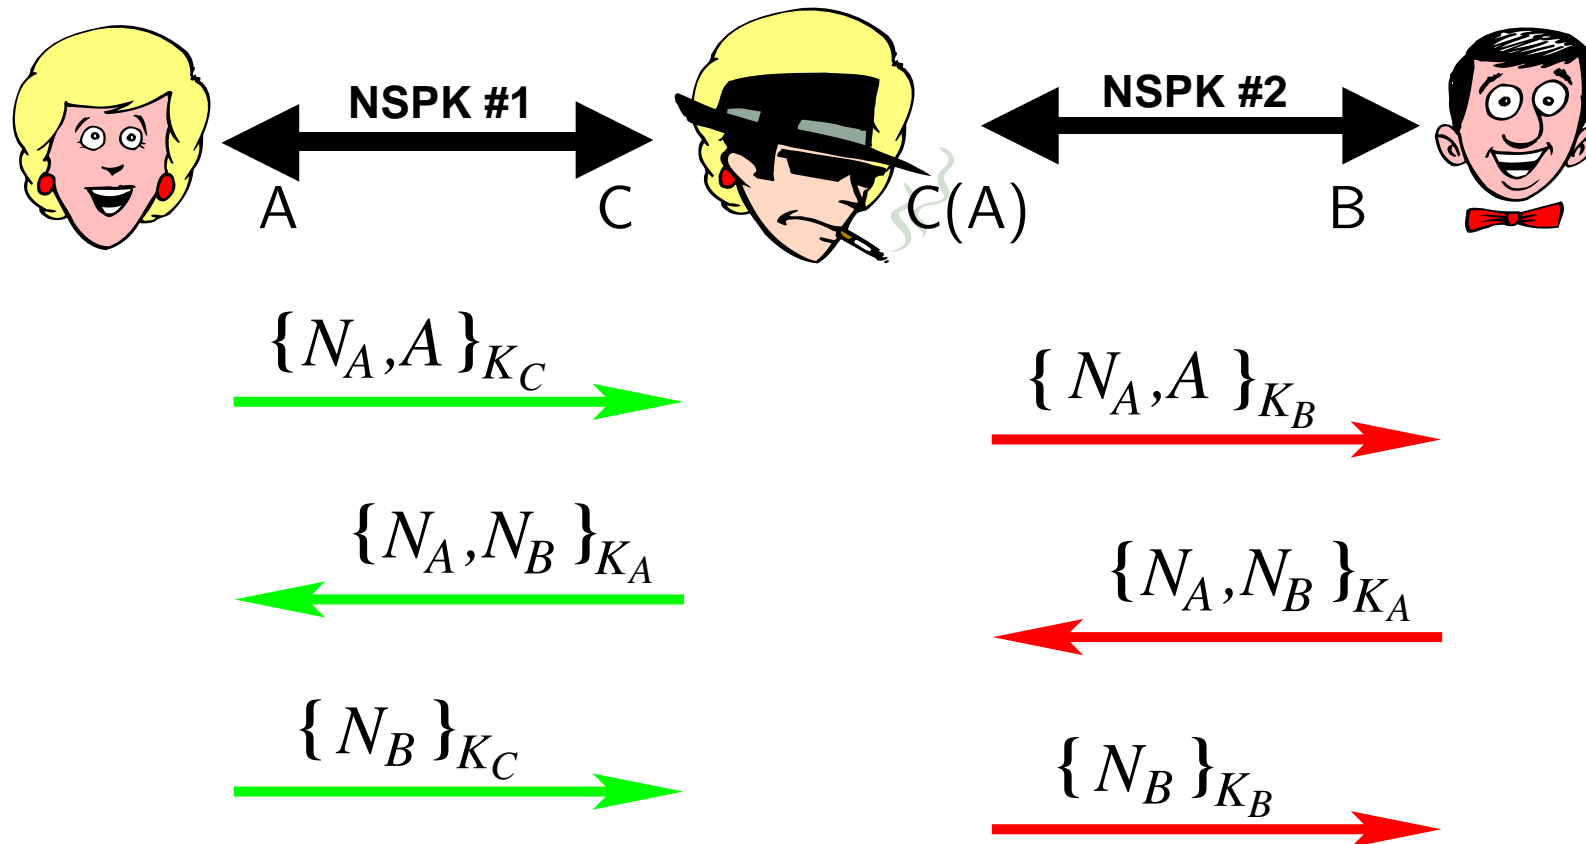 NSPK #1
NSPK #2
A
C
C(A)
B
{N_A,A}_{K_C}
{N_A,A}_{K_B}
{N_A,N_B}_{K_A}
{N_A,N_B}_{K_A}
{N_B}_{K_C}
{N_B}_{K_B}